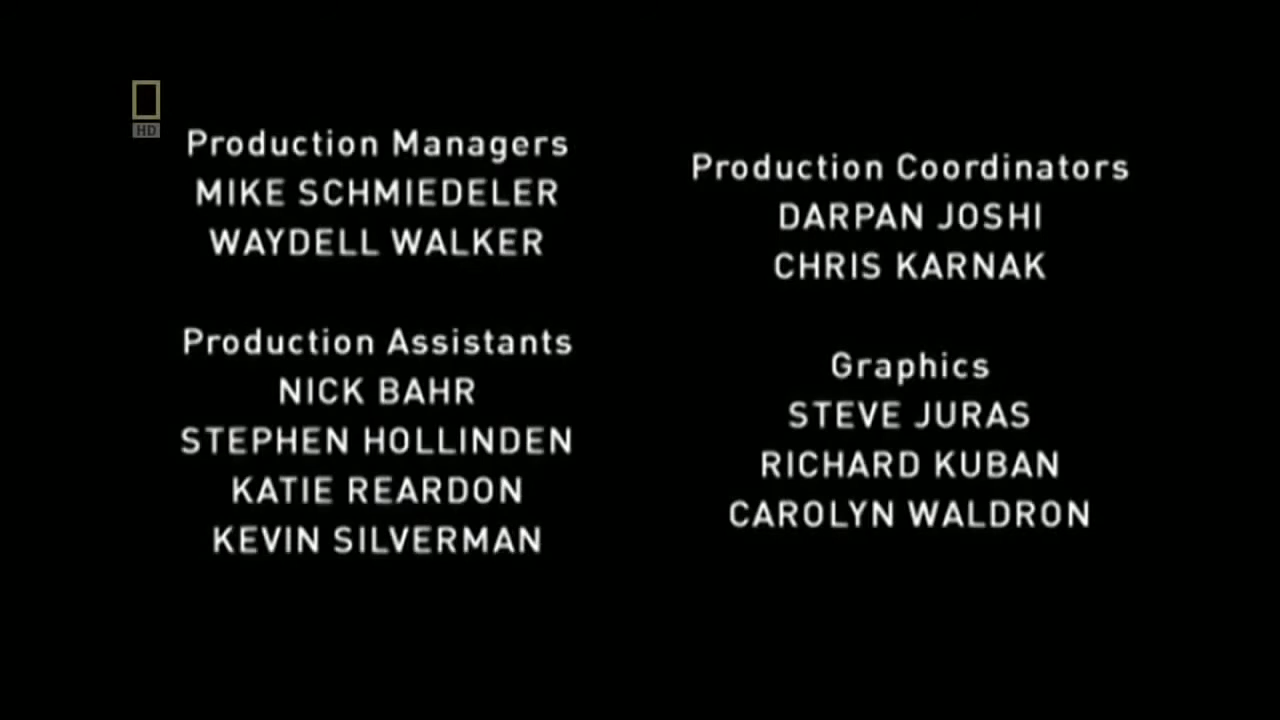 HD
Production Managers
MIKE SCHMIEDELER
WAYDELL WALKER
Production Assistants
NICK BAHR
STEPHEN HOLLINDEN
KATIE REARDON
KEVIN SILVERMAN
Production Coordinators
DARPAN JOSHI
CHRIS KARNAK
Graphics
STEVE JURAS
RICHARD KUBAN
CAROLYN WALDRON